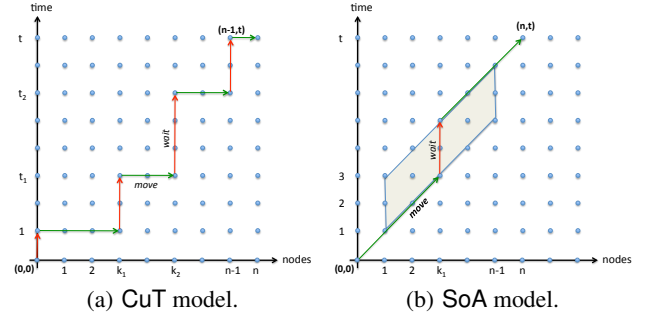 time
t
(n-1,t)
t2
wait
t1
move
1
(0,0)
1 2 k1 k2 n-1 n
nodes
(a) CuT model.
time
t
(n,t)
wait
3
2
move
1
(0,0)
1 2 k1 n-1 n
nodes
(b) SoA model.